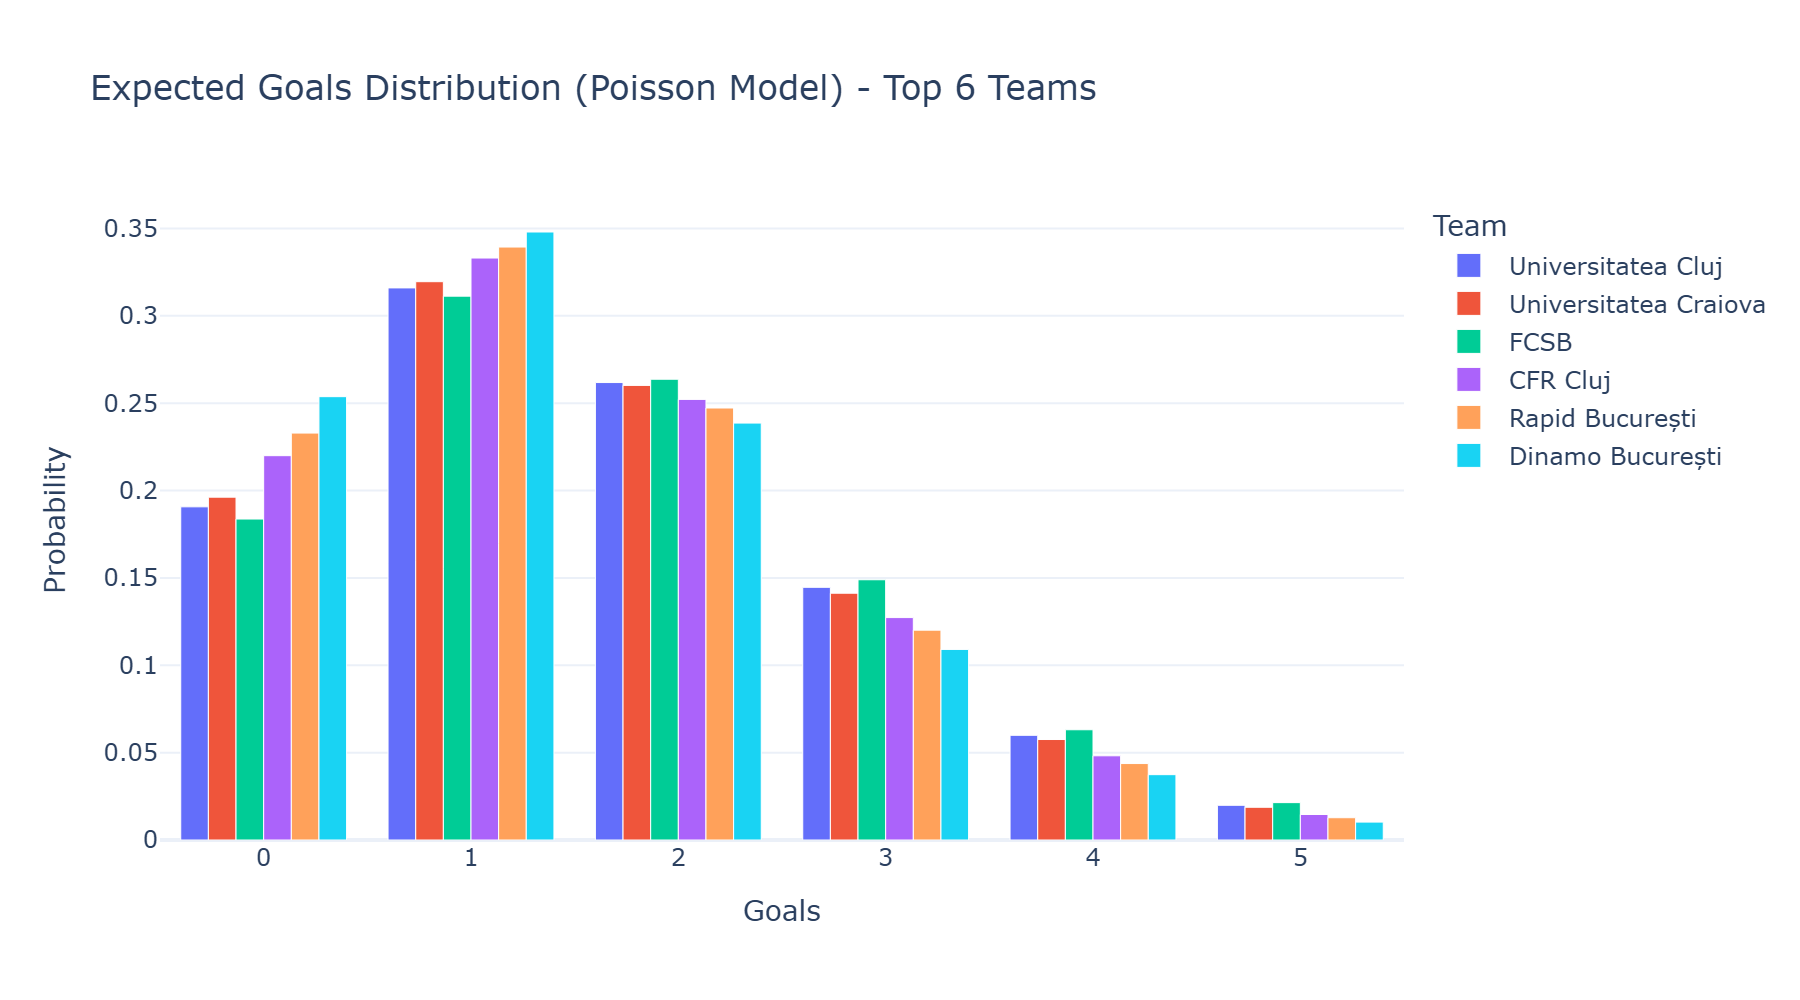 Expected Goals Distribution (Poisson Model) - Top 6 Teams
Probability
0.35
0.3
0.25
0.2
0.15
0.1
0.05
0
0 1 2 3 4 5
Goals
Team
Universitatea Cluj
Universitatea Craiova
FCSB
CFR Cluj
Rapid București
Dinamo București